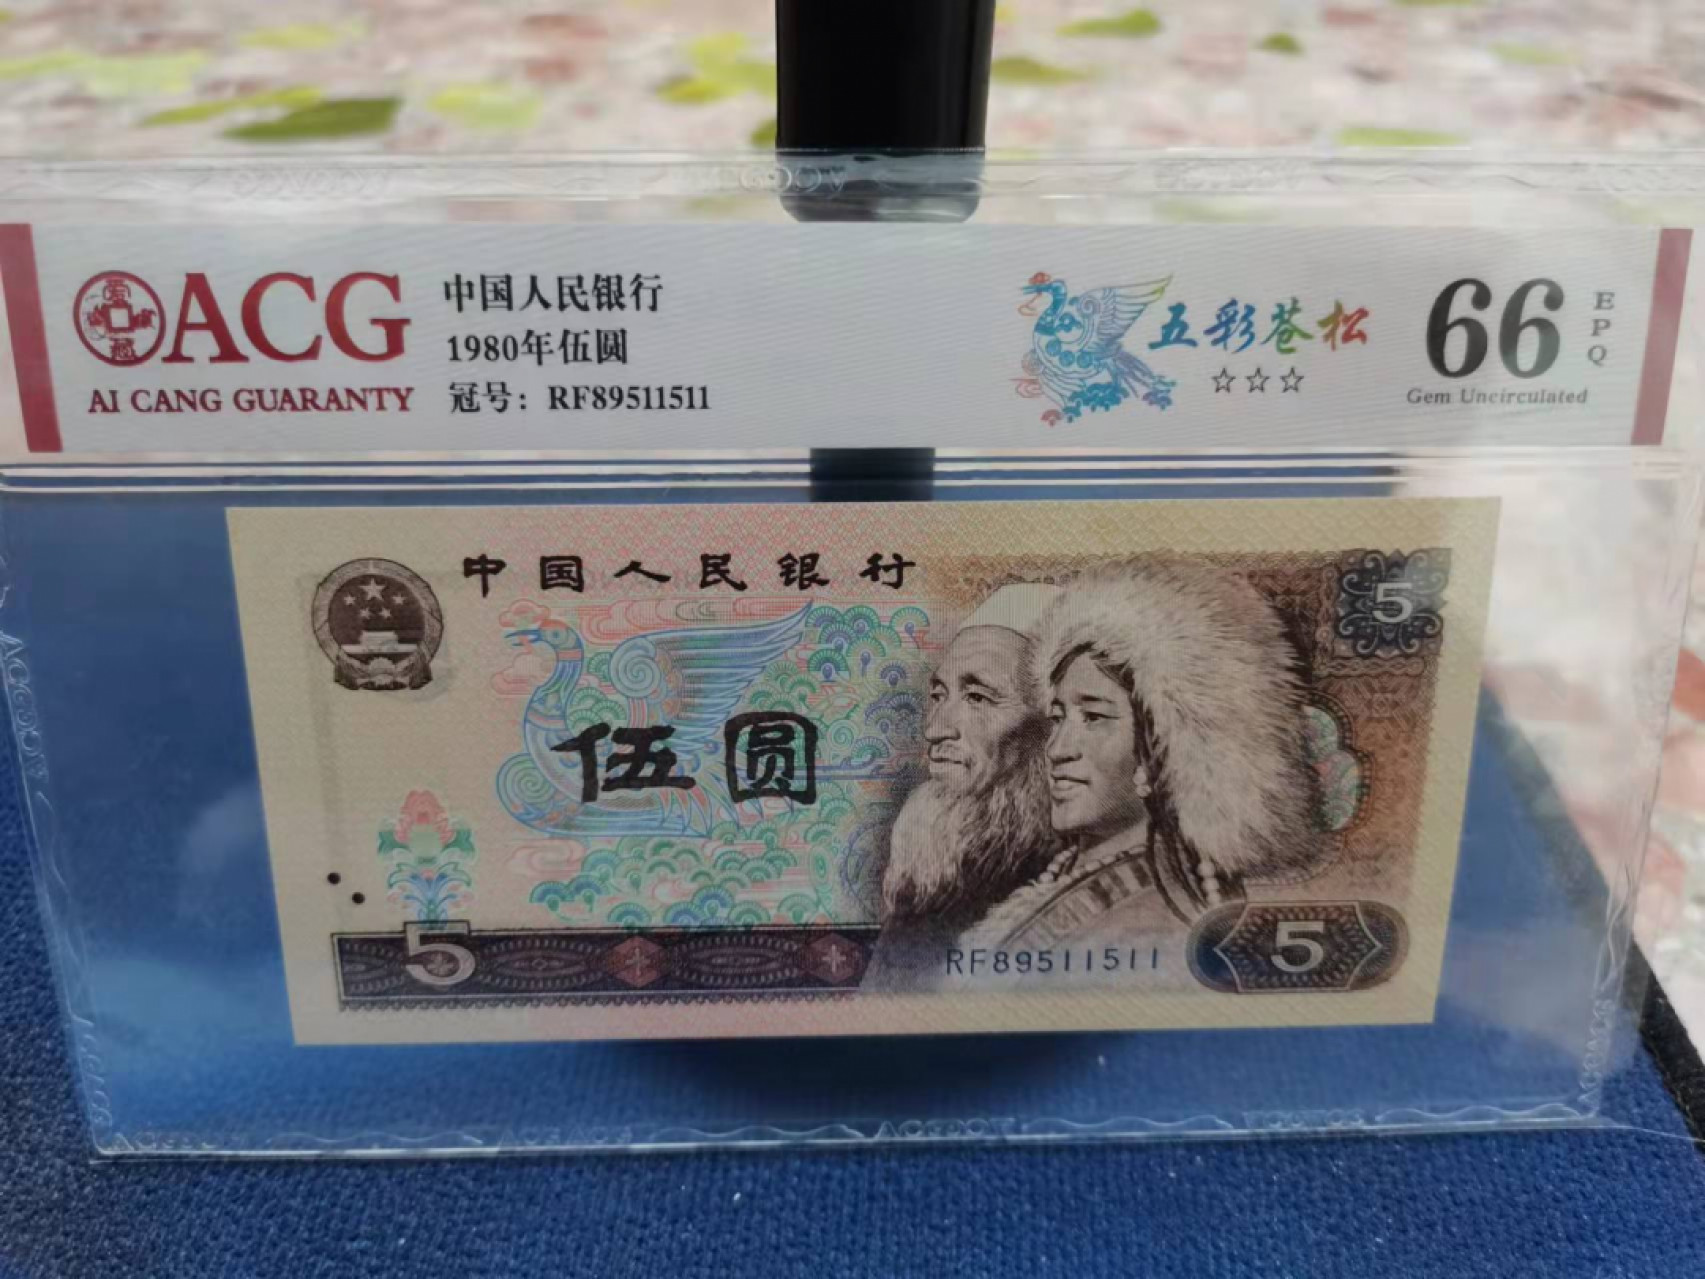 ACG
AI CANG GUARANTY
中国人民银行
1980年伍圆
冠号：RF89511511
五彩苍松
☆☆☆
66
EPQ
Gem Uncirculated
中国人民银行
5
伍圆
5
RF89511511
5